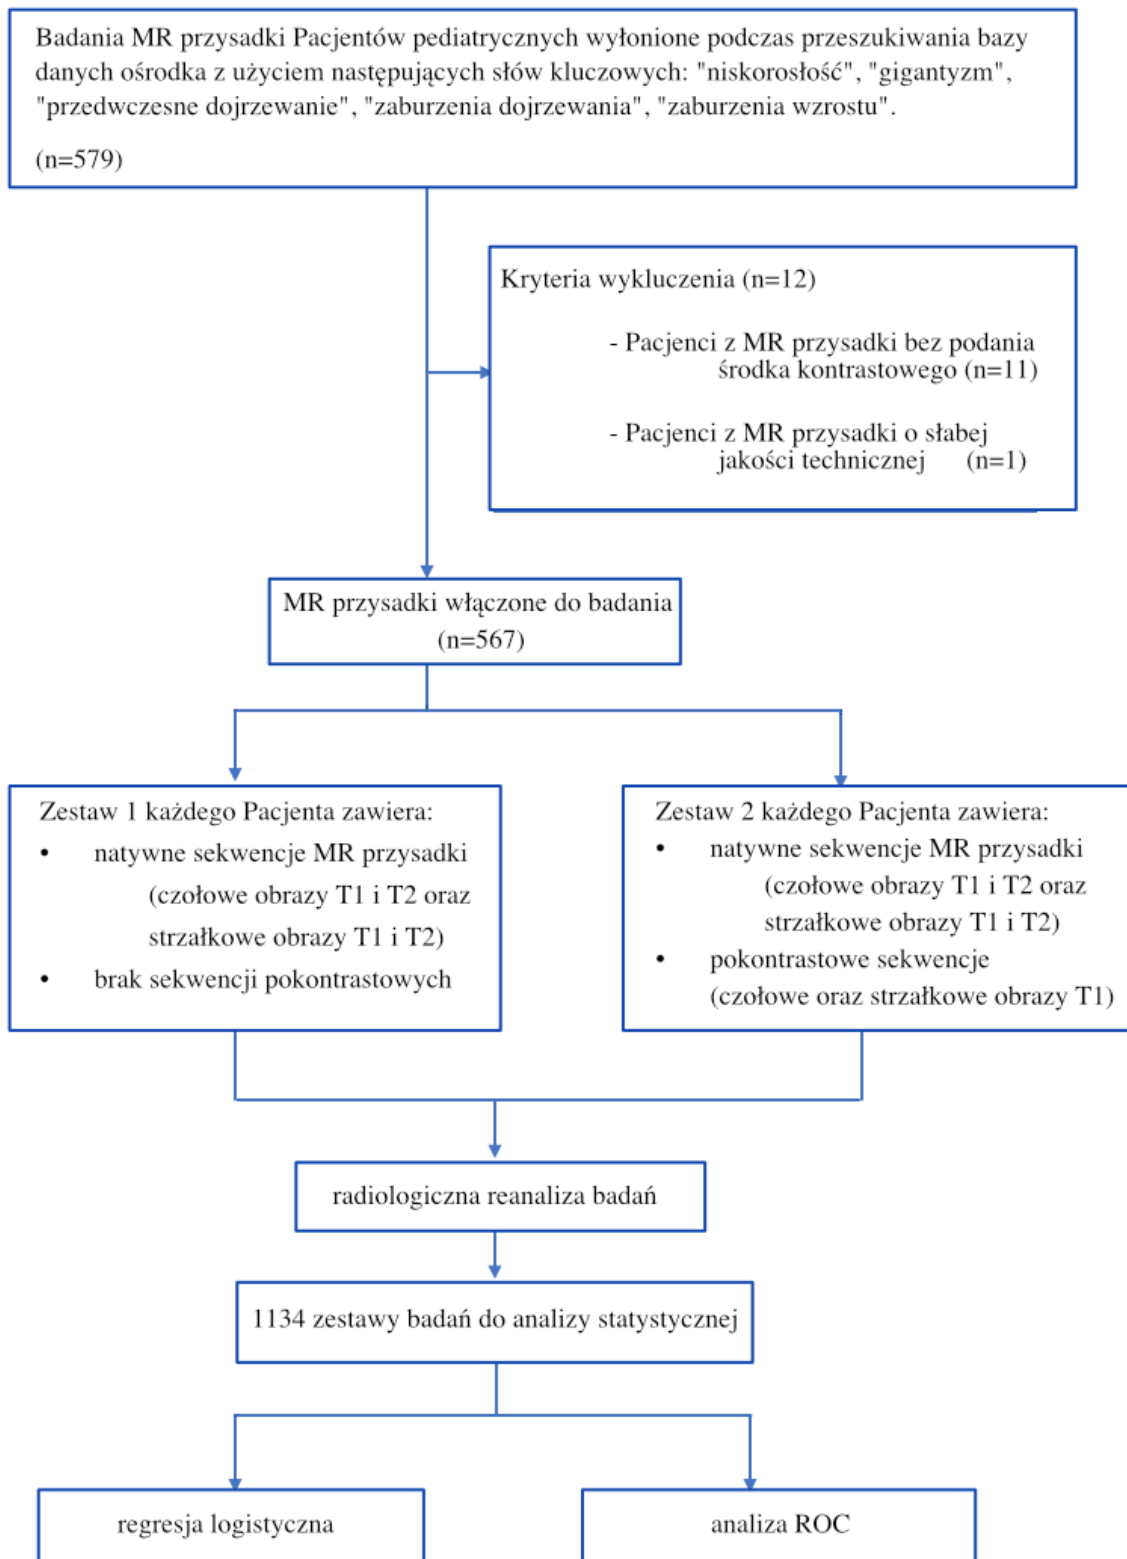 Badania MR przysadki Pacjentów pediatrycznych wyłonione podczas przeszukiwania bazy
danych ośrodka z użyciem następujących słów kluczowych: "niskorosłość", "gigantyzm",
"przedwczesne dojrzewanie", "zaburzenia dojrzewania", "zaburzenia wzrostu".
(n=579)
Kryteria wykluczenia (n=12)
- Pacjenci z MR przysadki bez podania
środka kontrastowego (n=11)
- Pacjenci z MR przysadki o słabej
jakości technicznej (n=1)
MR przysadki włączone do badania
(n=567)
Zestaw 1 każdego Pacjenta zawiera:
• natywne sekwencje MR przysadki
(czołowe obrazy T1 i T2 oraz
strzałkowe obrazy T1 i T2)
• brak sekwencji pokontrastowych
Zestaw 2 każdego Pacjenta zawiera:
• natywne sekwencje MR przysadki
(czołowe obrazy T1 i T2 oraz
strzałkowe obrazy T1 i T2)
• pokontrastowe sekwencje
(czołowe oraz strzałkowe obrazy T1)
radiologiczna reanaliza badań
1134 zestawy badań do analizy statystycznej
regresja logistyczna
analiza ROC